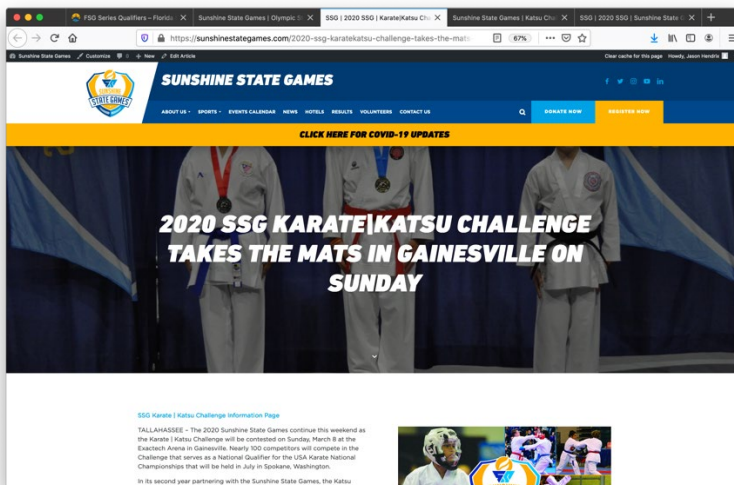 FSG Series Qualifiers – Florida
Sunshine State Games | Olympic St
SSG | 2020 SSG | Karate|Katsu Cha
Sunshine State Games | Katsu Cha
SSG | 2020 SSG | Sunshine State G
https://sunshinestategames.com/2020-ssg-karatekatsu-challenge-takes-the-mats
67%
Sunshine State Games Customize 0 + New Edit Article
Clear cache for this page Howdy, Jason Hendrix
SUNSHINE
STATE GAMES
SUNSHINE STATE GAMES
ABOUT US SPORTS EVENTS CALENDAR NEWS HOTELS RESULTS VOLUNTEERS CONTACT US
DONATE NOW
REGISTER NOW
CLICK HERE FOR COVID-19 UPDATES
2020 SSG KARATE|KATSU CHALLENGE
TAKES THE MATS IN GAINESVILLE ON
SUNDAY
SSG Karate | Katsu Challenge Information Page
TALLAHASSEE – The 2020 Sunshine State Games continue this weekend as
the Karate | Katsu Challenge will be contested on Sunday, March 8 at the
Exactech Arena in Gainesville. Nearly 100 competitors will compete in the
Challenge that serves as a National Qualifier for the USA Karate National
Championships that will be held in July in Spokane, Washington.
In its second year partnering with the Sunshine State Games, the Katsu